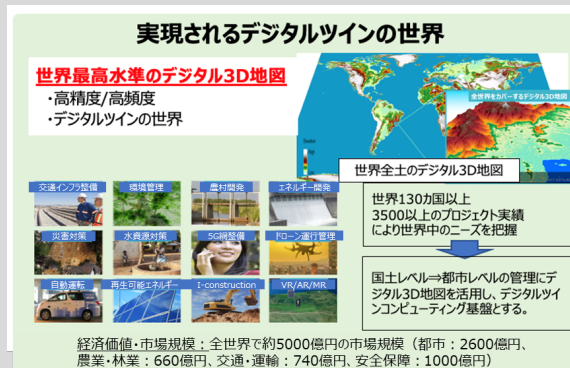 実現されるデジタルツインの世界
世界最高水準のデジタル3D地図
・高精度/高頻度
・デジタルツインの世界
全世界をカバーするデジタル3D地図
世界全土のデジタル3D地図
交通インフラ整備
環境管理
農村開発
エネルギー開発
災害対策
水資源対策
5G網整備
ドローン運行管理
自動運転
再生可能エネルギー
I-construction
VR/AR/MR
世界130カ国以上
3500以上のプロジェクト実績
により世界中のニーズを把握
国土レベル⇒都市レベルの管理にデ
ジタル3D地図を活用し、デジタルツイ
ンコンピューティング基盤とする。
経済価値・市場規模：全世界で約5000億円の市場規模（都市：2600億円、
農業・林業：660億円、交通・運輸：740億円、安全保障：1000億円）